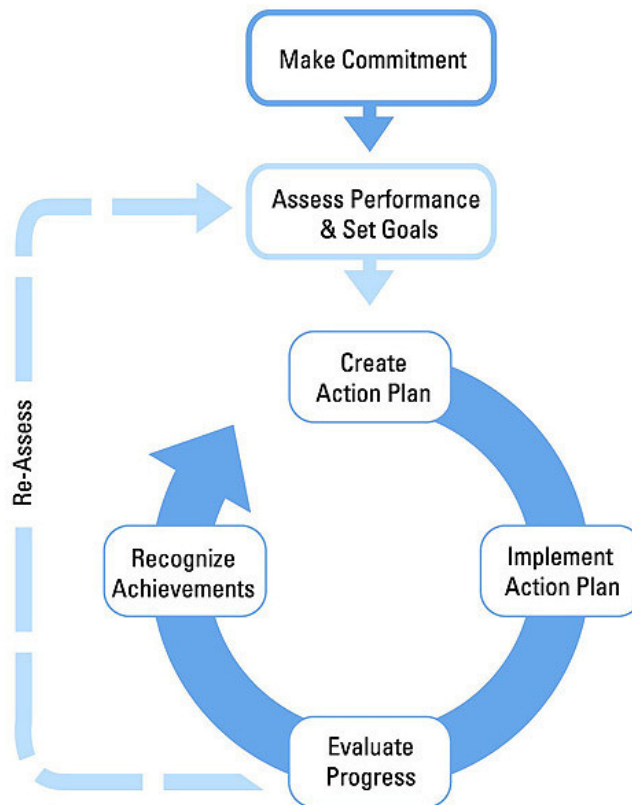 Make Commitment
Assess Performance
& Set Goals
Create
Action Plan
Re-Assess
Recognize
Achievements
Implement
Action Plan
Evaluate
Progress